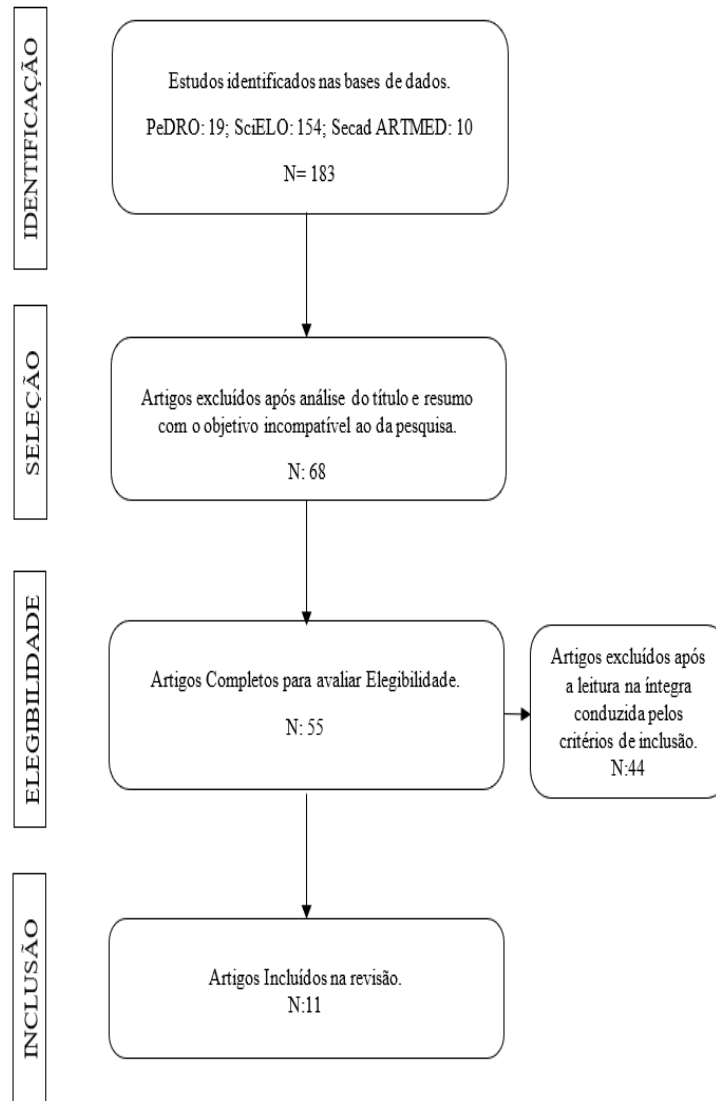 IDENTIFICAÇÃO
Estudos identificados nas bases de dados.
PeDRO: 19; SciELO: 154; Secad ARTMED: 10
N= 183
SELEÇÃO
Artigos excluídos após análise do título e resumo
com o objetivo incompatível ao da pesquisa.
N: 68
ELEGIBILIDADE
Artigos Completos para avaliar Elegibilidade.
N: 55
Artigos excluídos após
a leitura na íntegra
conduzida pelos
critérios de inclusão.
N:44
INCLUSÃO
Artigos Incluídos na revisão.
N:11